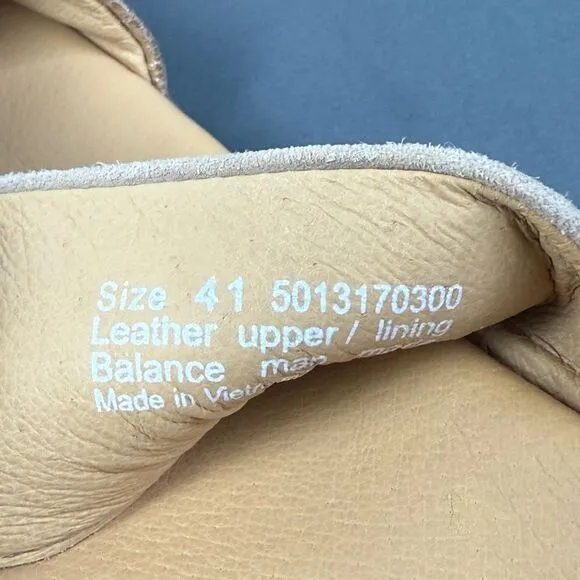 Size 41 5013170300
Leather upper/ lining
Balance man
Made in